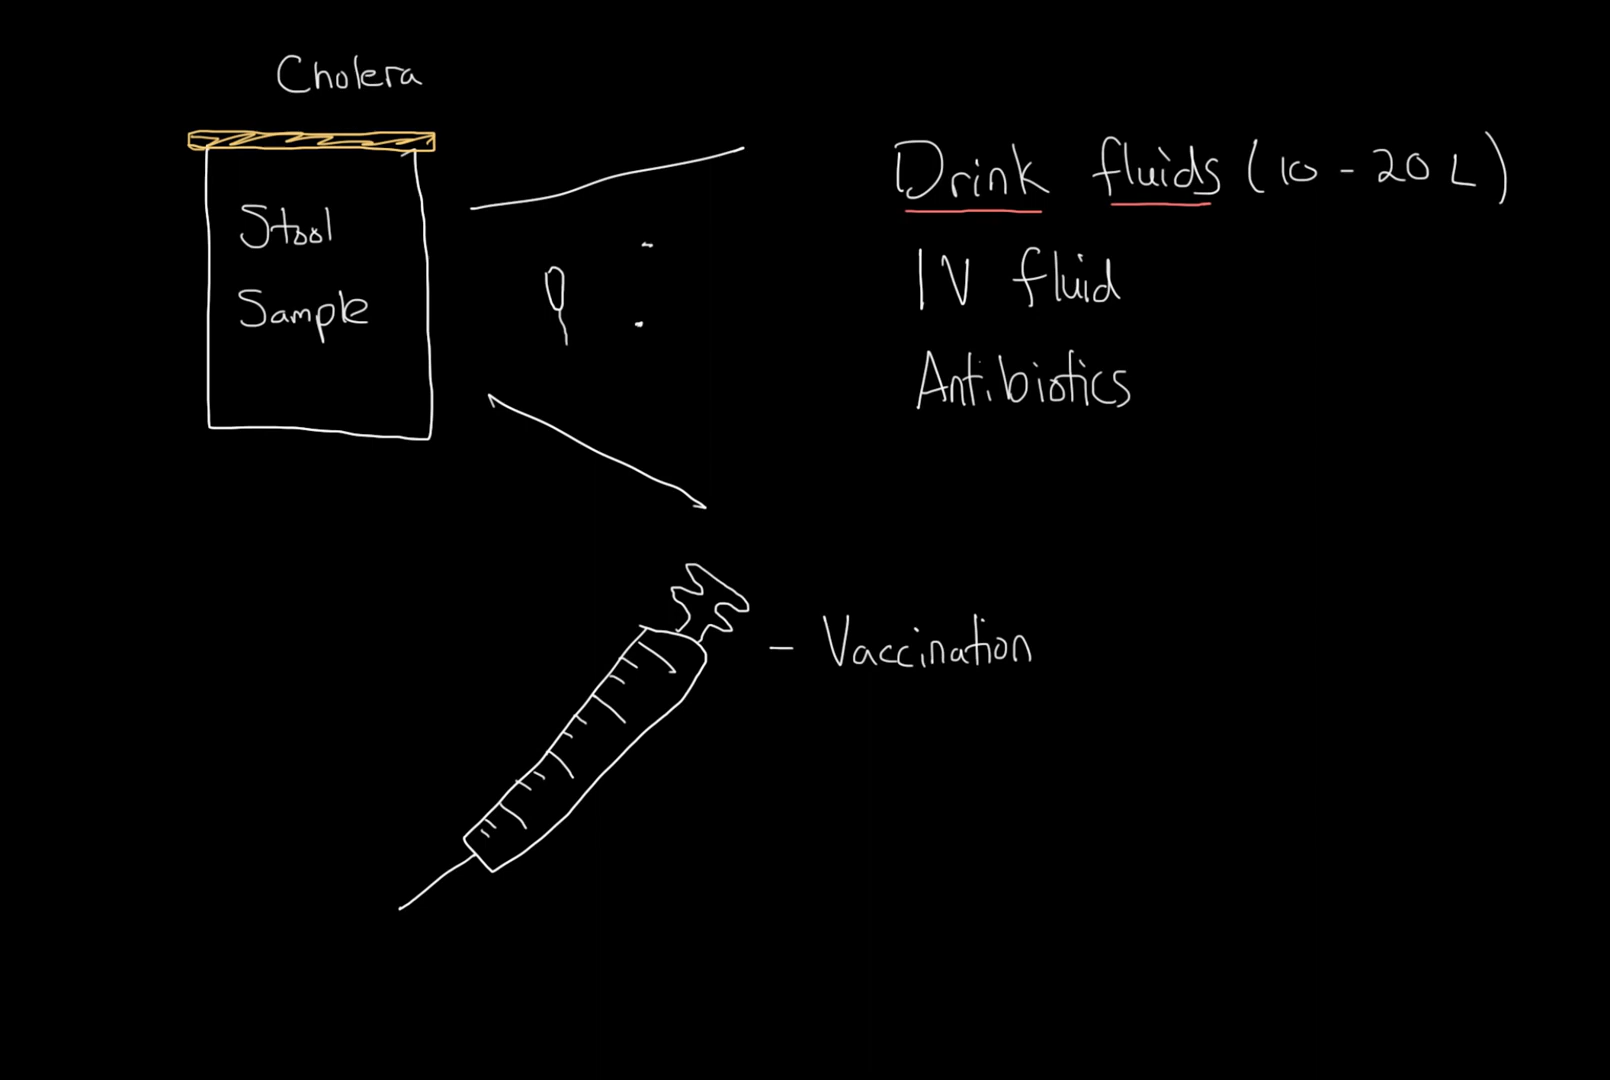 Cholera
Stool
Sample
Drink fluids (10 - 20 L)
IV fluid
Antibiotics
- Vaccination